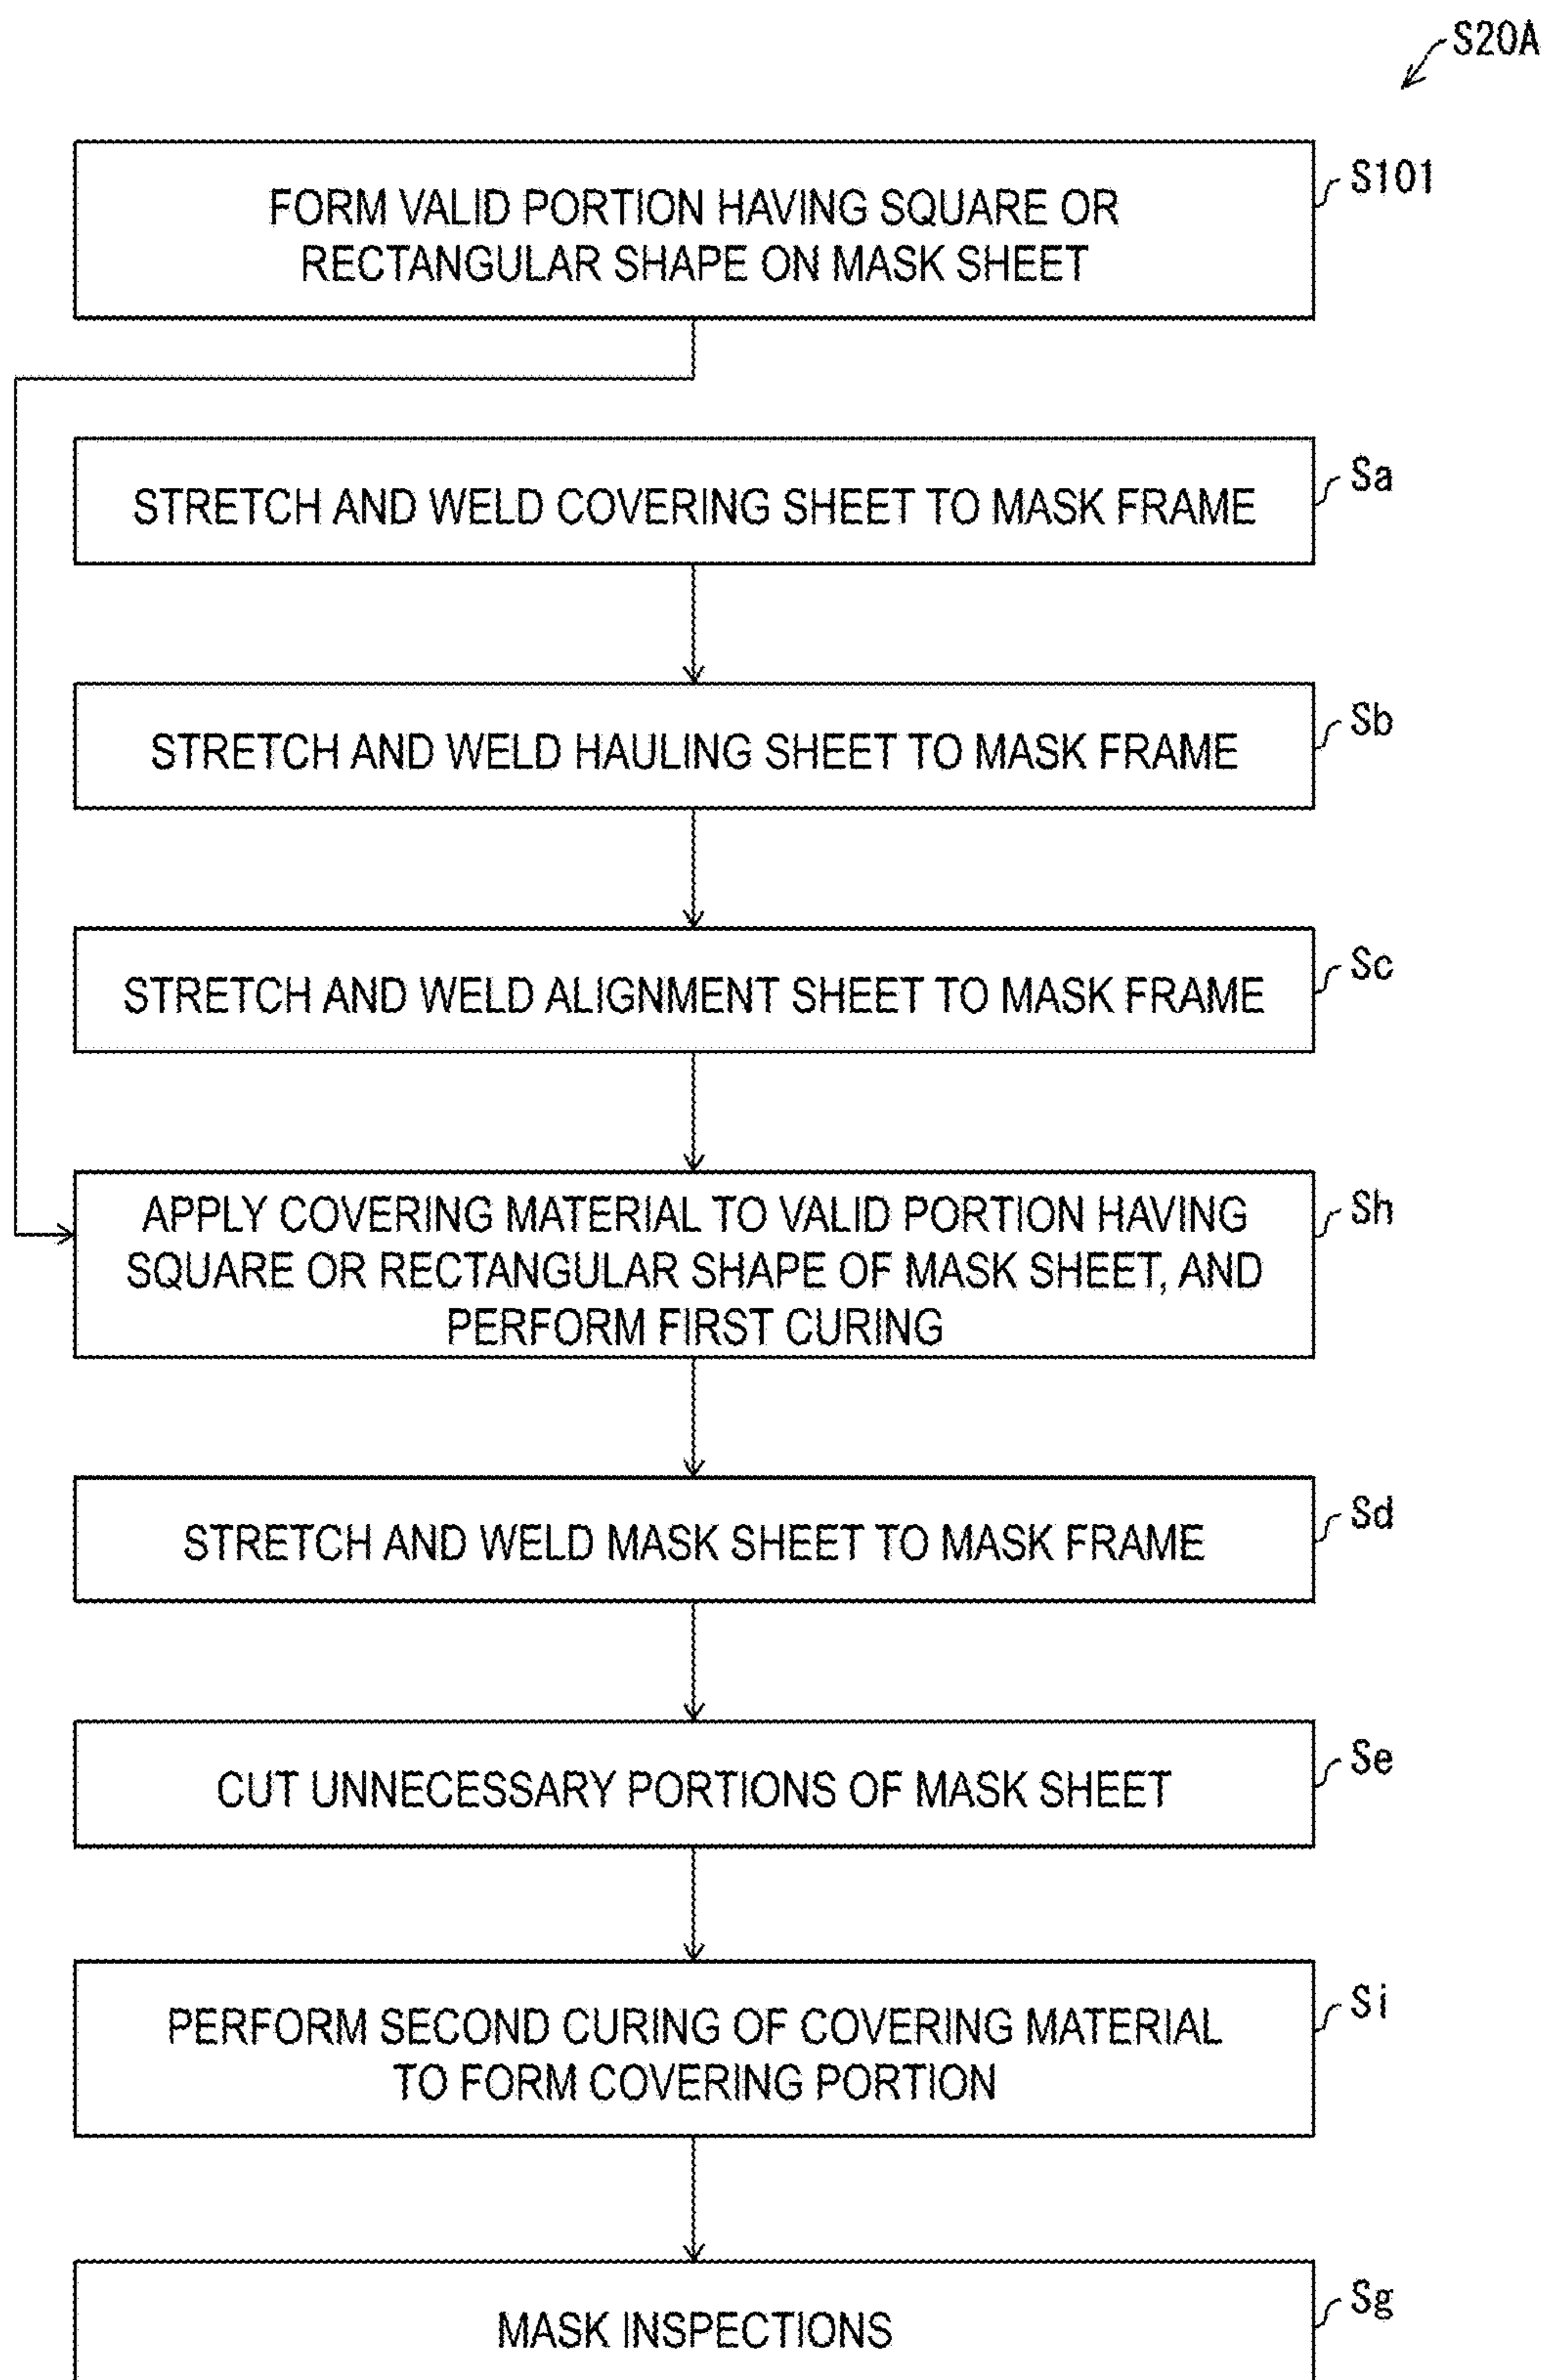 S20A
FORM VALID PORTION HAVING SQUARE OR
RECTANGULAR SHAPE ON MASK SHEET
S101
STRETCH AND WELD COVERING SHEET TO MASK FRAME
Sa
STRETCH AND WELD HAULING SHEET TO MASK FRAME
Sb
STRETCH AND WELD ALIGNMENT SHEET TO MASK FRAME
Sc
APPLY COVERING MATERIAL TO VALID PORTION HAVING
SQUARE OR RECTANGULAR SHAPE OF MASK SHEET, AND
PERFORM FIRST CURING
Sh
STRETCH AND WELD MASK SHEET TO MASK FRAME
Sd
CUT UNNECESSARY PORTIONS OF MASK SHEET
Se
PERFORM SECOND CURING OF COVERING MATERIAL
TO FORM COVERING PORTION
Si
MASK INSPECTIONS
Sg